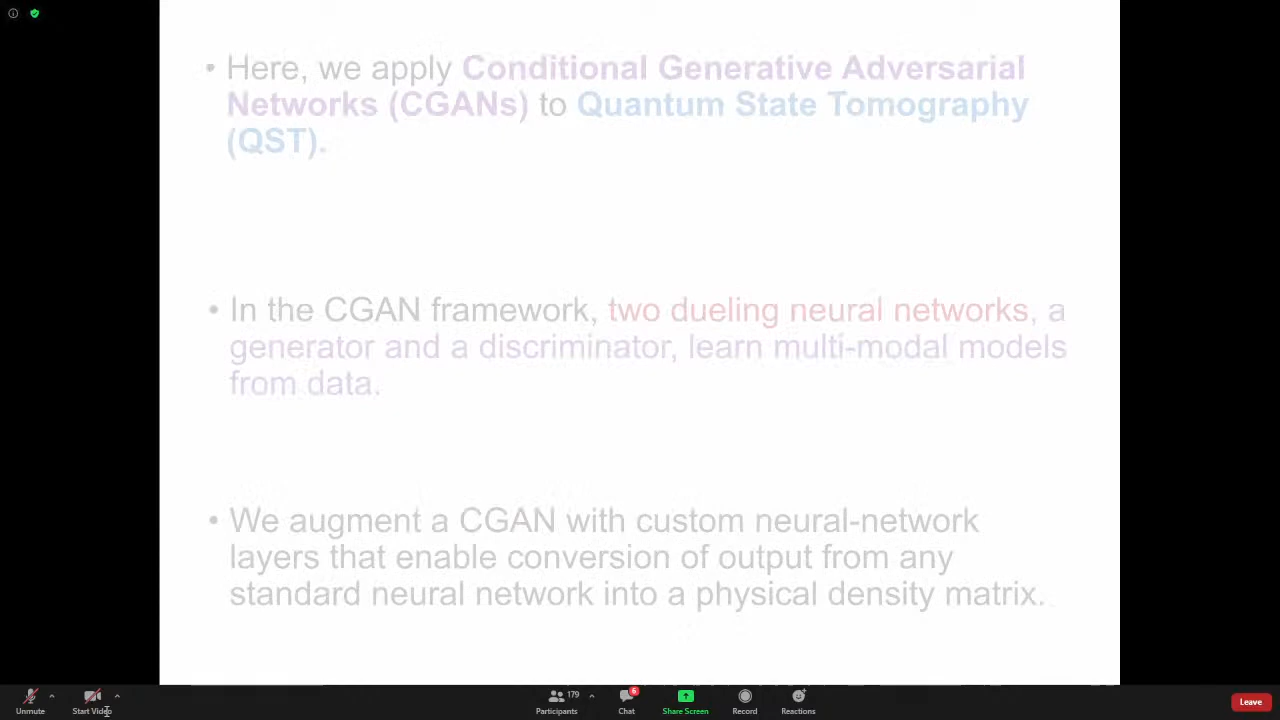 • Here, we apply Conditional Generative Adversarial
Networks (CGANs) to Quantum State Tomography
(QST).
• In the CGAN framework, two dueling neural networks, a
generator and a discriminator, learn multi-modal models
from data.
• We augment a CGAN with custom neural-network
layers that enable conversion of output from any
standard neural network into a physical density matrix.
Unmute
Start Video
179
Participants
6
Chat
Share Screen
Record
Reactions
Leave